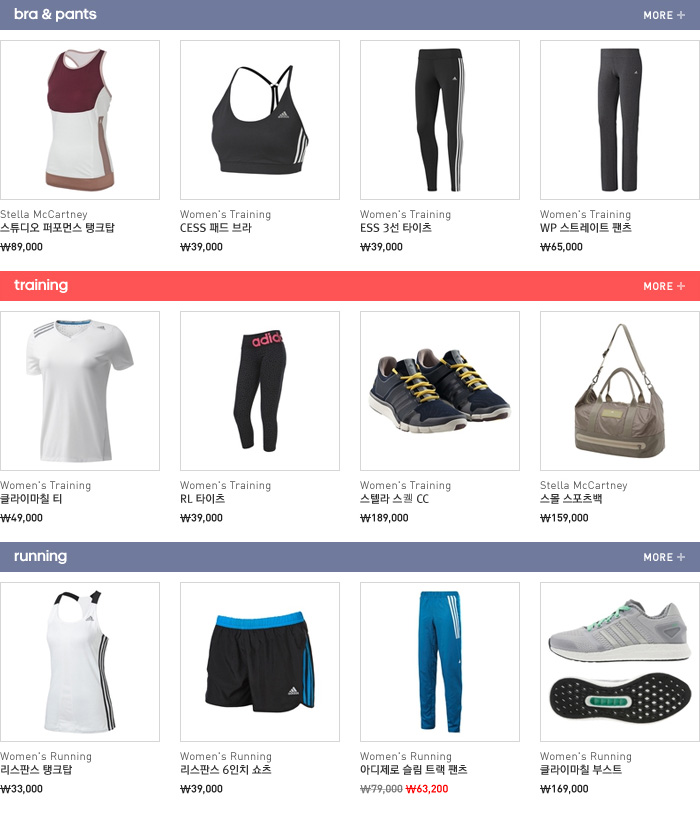 bra & pants
MORE +
Stella McCartney
스튜디오 퍼포먼스 탱크탑
₩89,000
Women's Training
CESS 패드 브라
₩39,000
Women's Training
ESS 3선 타이츠
₩39,000
Women's Training
WP 스트레이트 팬츠
₩65,000
training
MORE +
adidas
Women's Training
클라이마칠 티
₩49,000
Women's Training
RL 타이츠
₩39,000
Women's Training
스텔라 스퀠 CC
₩189,000
Stella McCartney
스몰 스포츠백
₩159,000
running
MORE +
Women's Running
리스판스 탱크탑
₩33,000
Women's Running
리스판스 6인치 쇼츠
₩39,000
Women's Running
아디제로 슬림 트랙 팬츠
₩79,000 ₩63,200
Women's Running
클라이마칠 부스트
₩169,000